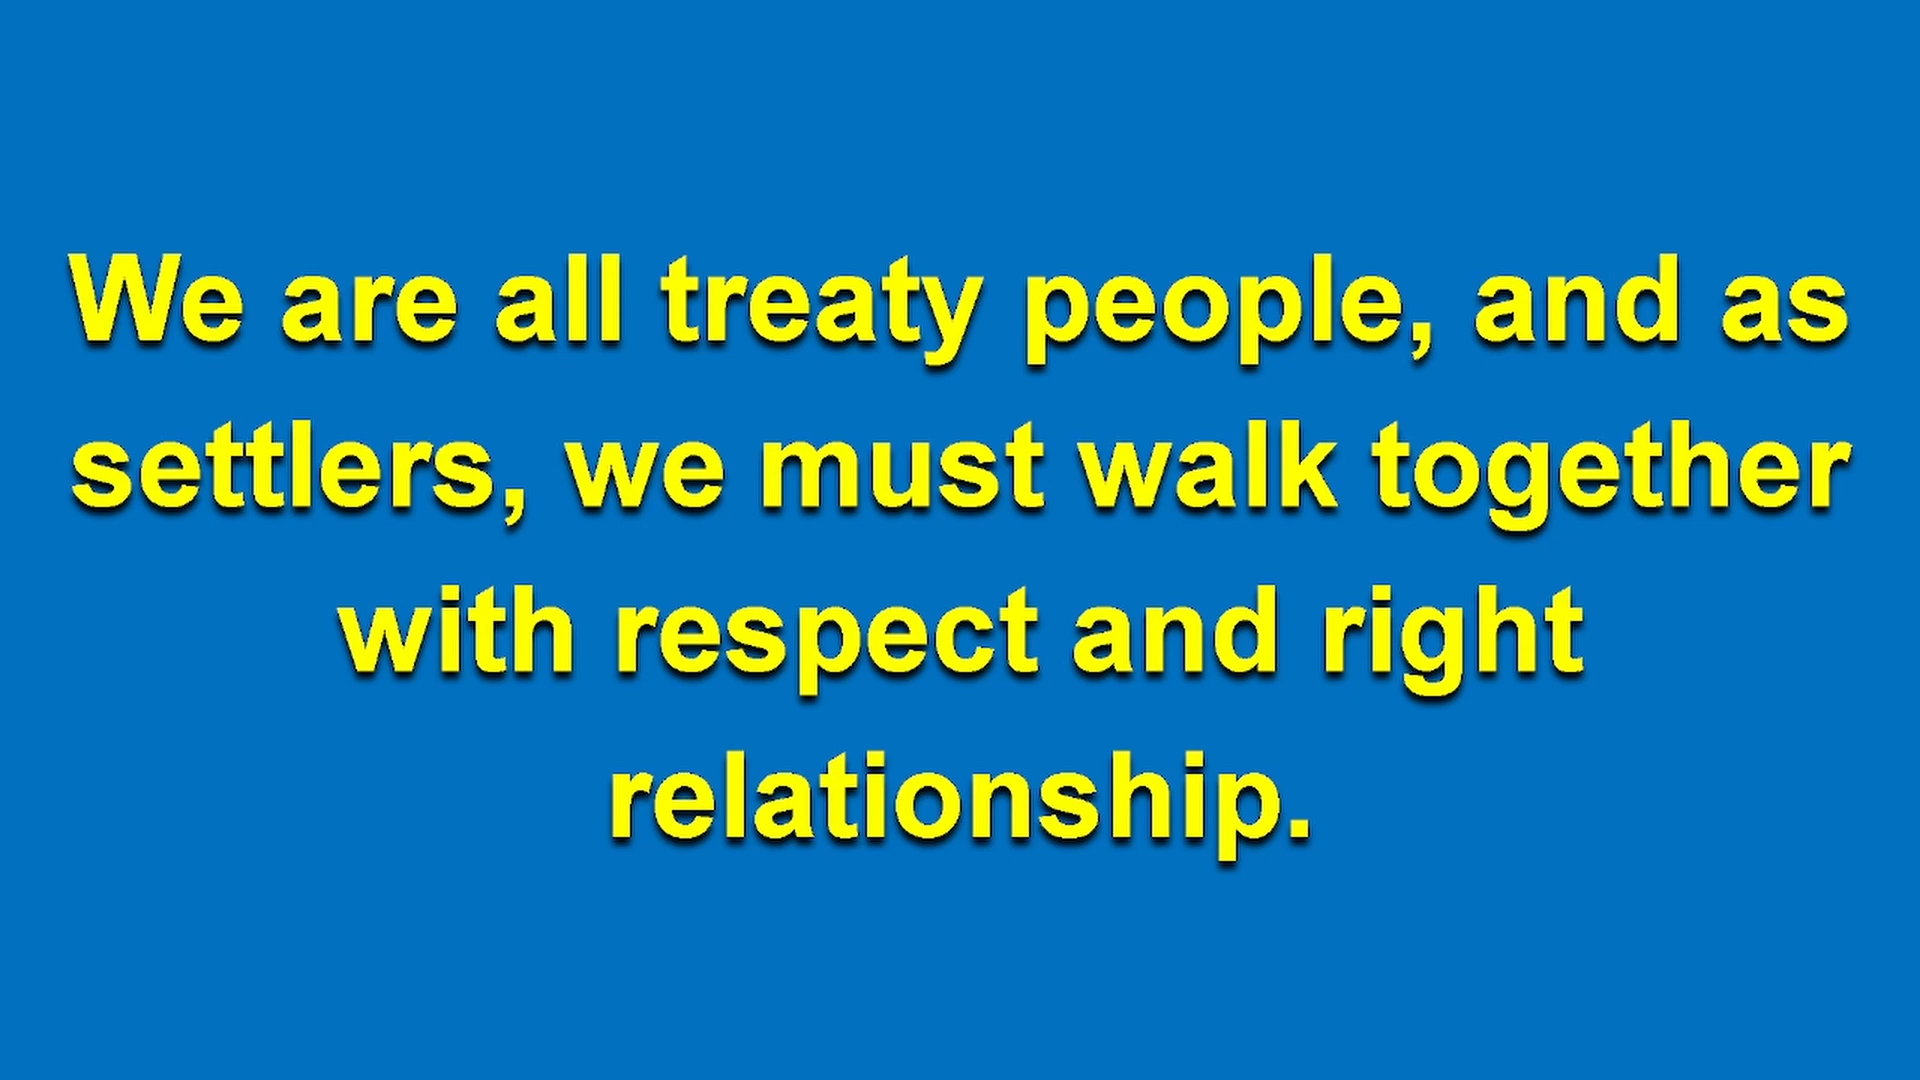 We are all treaty people, and as
settlers, we must walk together
with respect and right
relationship.